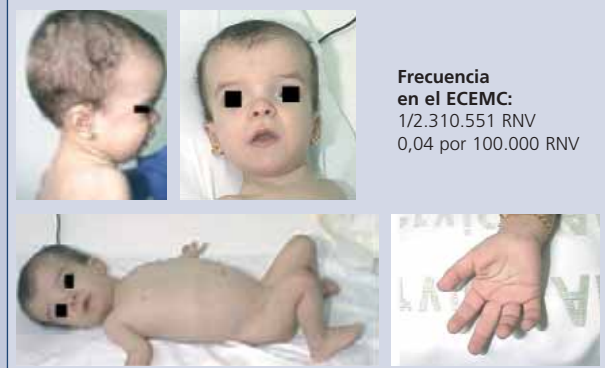 Frecuencia
en el ECEMC:
1/2.310.551 RNV
0,04 por 100.000 RNV